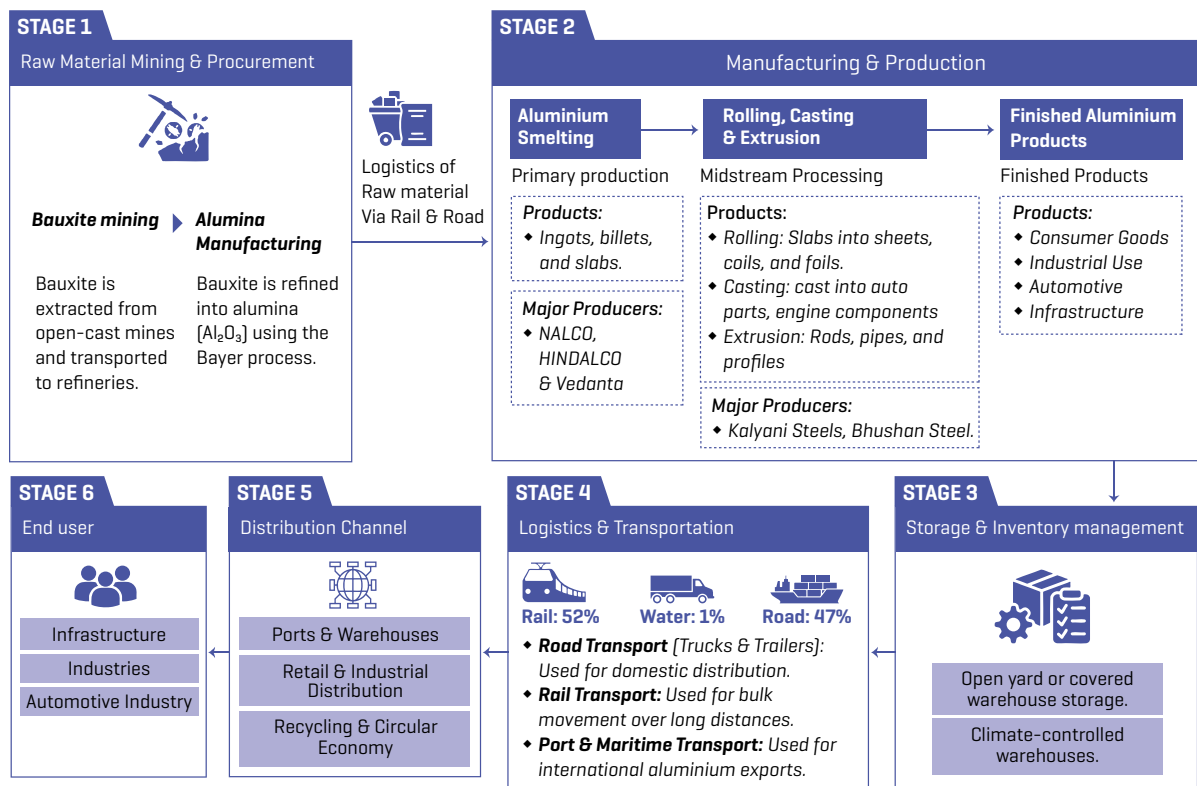 STAGE 1
Raw Material Mining & Procurement
Bauxite mining
Alumina
Manufacturing
Bauxite is
extracted from
open-cast mines
and transported
to refineries.
Bauxite is refined
into alumina
(Al₂O₃) using the
Bayer process.
Logistics of
Raw material
Via Rail & Road
STAGE 2
Manufacturing & Production
Aluminium
Smelting
Primary production
Products:
◆ Ingots, billets,
and slabs.
Major Producers:
◆ NALCO,
HINDALCO
& Vedanta
Rolling, Casting
& Extrusion
Midstream Processing
Products:
◆ Rolling: Slabs into sheets,
coils, and foils.
◆ Casting: cast into auto
parts, engine components
◆ Extrusion: Rods, pipes, and
profiles
Major Producers:
◆ Kalyani Steels, Bhushan Steel.
Finished Aluminium
Products
Finished Products
Products:
◆ Consumer Goods
◆ Industrial Use
◆ Automotive
◆ Infrastructure
STAGE 3
Storage & Inventory management
Open yard or covered
warehouse storage.
Climate-controlled
warehouses.
STAGE 4
Logistics & Transportation
Rail: 52%
Water: 1%
Road: 47%
◆ Road Transport (Trucks & Trailers):
Used for domestic distribution.
◆ Rail Transport: Used for bulk
movement over long distances.
◆ Port & Maritime Transport: Used for
international aluminium exports.
STAGE 5
Distribution Channel
Ports & Warehouses
Retail & Industrial
Distribution
Recycling & Circular
Economy
STAGE 6
End user
Infrastructure
Industries
Automotive Industry